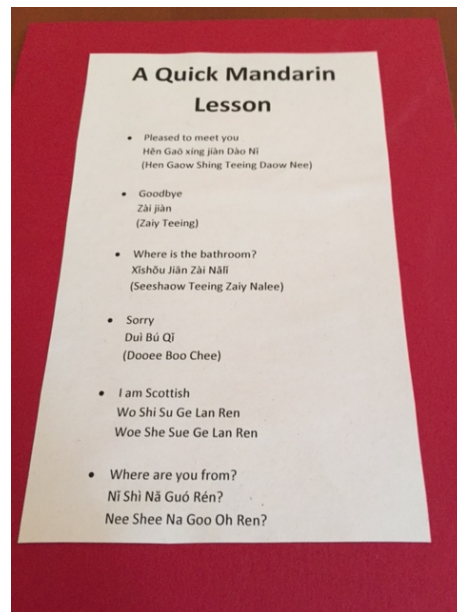 A Quick Mandarin
Lesson
• Pleased to meet you
Hěn Gaō xíng jiàn Dào Nǐ
(Hen Gaow Shing Teeing Daow Nee)
• Goodbye
Zài jiàn
(Zaiy Teeing)
• Where is the bathroom?
Xǐshǒu Jiān Zài Nǎlǐ
(Seeshaow Teeing Zaiy Nalee)
• Sorry
Duì Bú Qǐ
(Dooee Boo Chee)
• I am Scottish
Wo Shi Su Ge Lan Ren
Woe She Sue Ge Lan Ren
• Where are you from?
Nǐ Shì Nǎ Guó Rén?
Nee Shee Na Goo Oh Ren?